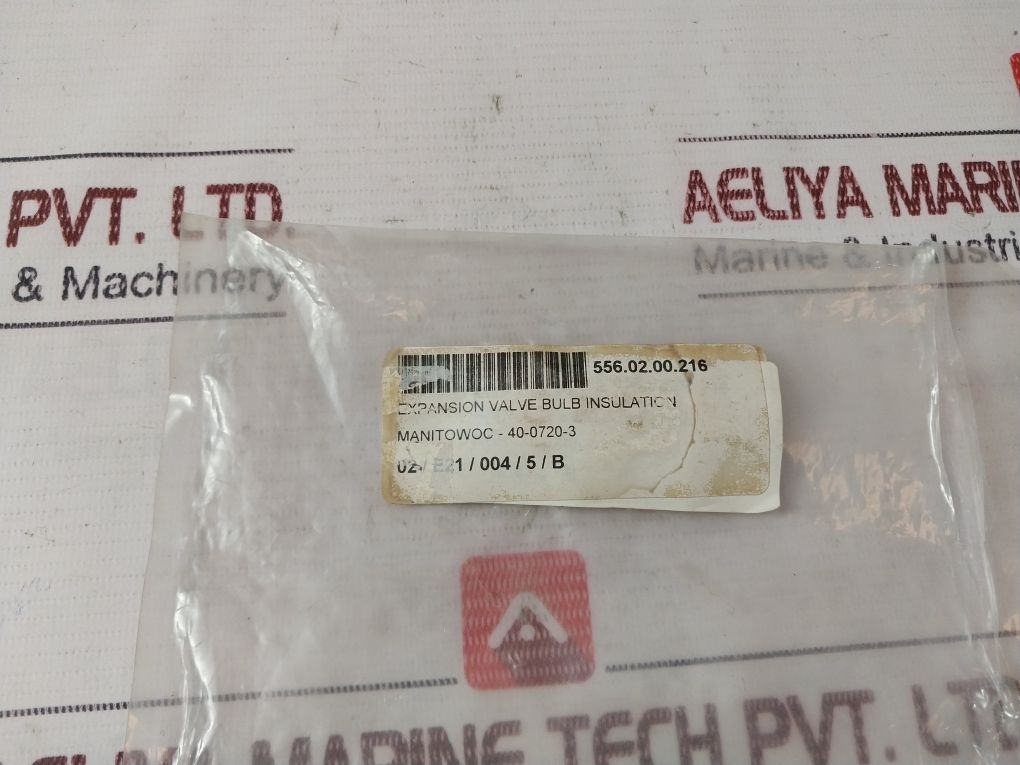 PVT. LTD.
& Machinery
AELIYA MARI
Marine & Industri
556.02.00.216
EXPANSION VALVE BULB INSULATION
MANITOWOC - 40-0720-3
02 / E21 / 004 / 5 / B
MARINE TECH PVT. LT